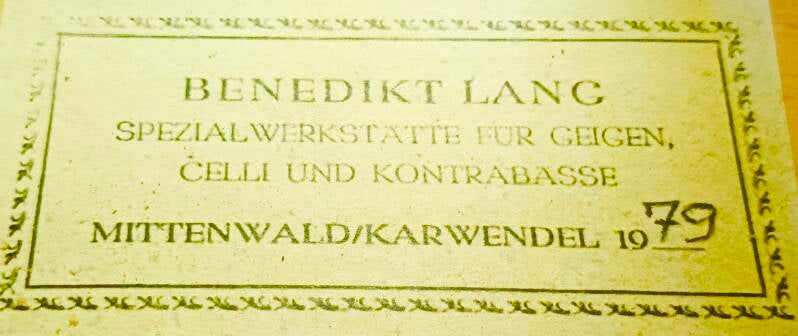 BENEDIKT LANG
SPEZIALWERKSTÄTTE FÜR GEIGEN,
CELLI UND KONTRABÄSSE
MITTENWALD/KARWENDEL 1979